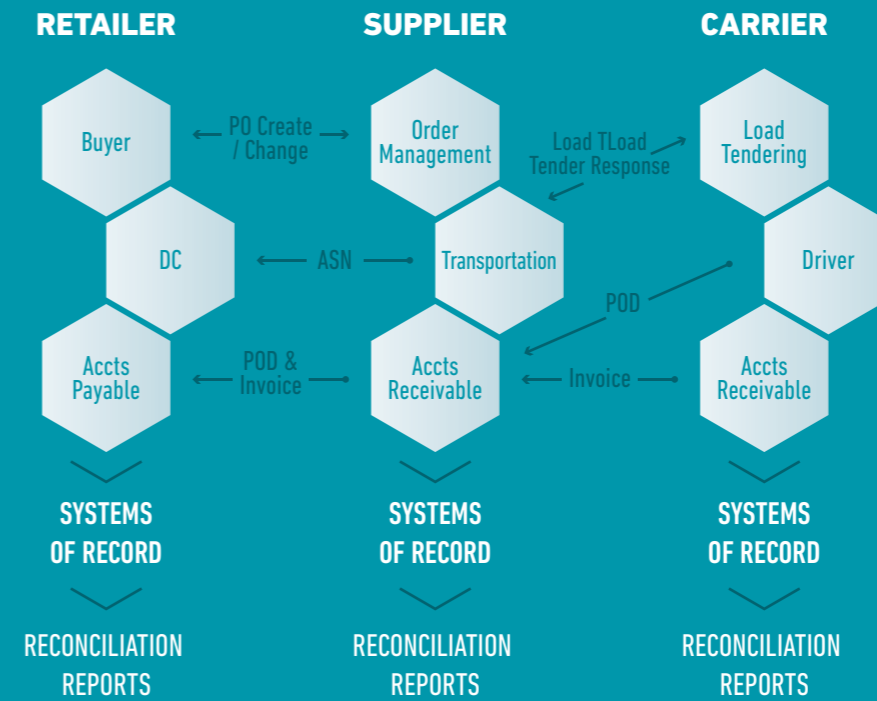 RETAILER
SUPPLIER
CARRIER
Buyer
PO Create
/ Change
Order
Management
Load TLoad
Tender Response
Load
Tendering
DC
ASN
Transportation
Driver
POD
Accts
Payable
POD &
Invoice
Accts
Receivable
Invoice
Accts
Receivable
SYSTEMS
OF RECORD
SYSTEMS
OF RECORD
SYSTEMS
OF RECORD
RECONCILIATION
REPORTS
RECONCILIATION
REPORTS
RECONCILIATION
REPORTS